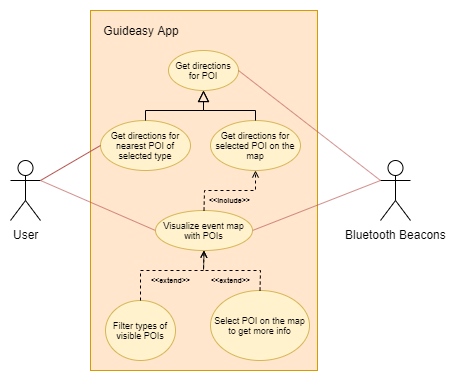 Guideasy App
Get directions
for POI
Get directions for
nearest POI of
selected type
Get directions for
selected POI on the
map
<<include>>
User
Visualize event map
with POIs
Bluetooth Beacons
<<extend>>
<<extend>>
Filter types of
visible POIs
Select POI on the map
to get more info